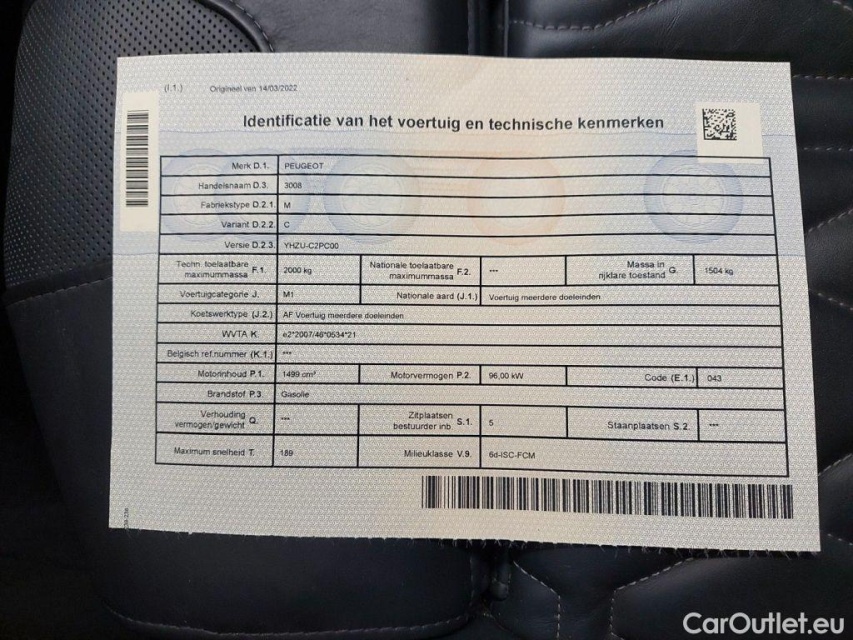 (I.1.) Origineel van 14/03/2022
Identificatie van het voertuig en technische kenmerken
Merk D.1. PEUGEOT
Handelsnaam D.3. 3008
Fabriekstype D.2.1. M
Variant D.2.2. C
Versie D.2.3. YHZU-C2PC00
Techn. toelaatbare maximummassa F.1. 2000 kg Nationale toelaatbare maximummassa F.2. --- Massa in rijklare toestand G. 1504 kg
Voertuigcategorie J. M1 Nationale aard (J.1.) Voertuig meerdere doeleinden
Koetswerktype (J.2.) AF Voertuig meerdere doeleinden
WVTA K. e2*2007/46*0534*21
Belgisch ref.nummer (K.1.) ***
Motorinhoud P.1. 1499 cm³ Motorvermogen P.2. 96,00 kW Code (E.1.) 043
Brandstof P.3. Gasolie
Verhouding vermogen/gewicht Q. --- Zitplaatsen bestuurder inb S.1. 5 Staanplaatsen S.2. ---
Maximum snelheid T. 189 Milieuklasse V.9. 6d-ISC-FCM
CarOutlet.eu